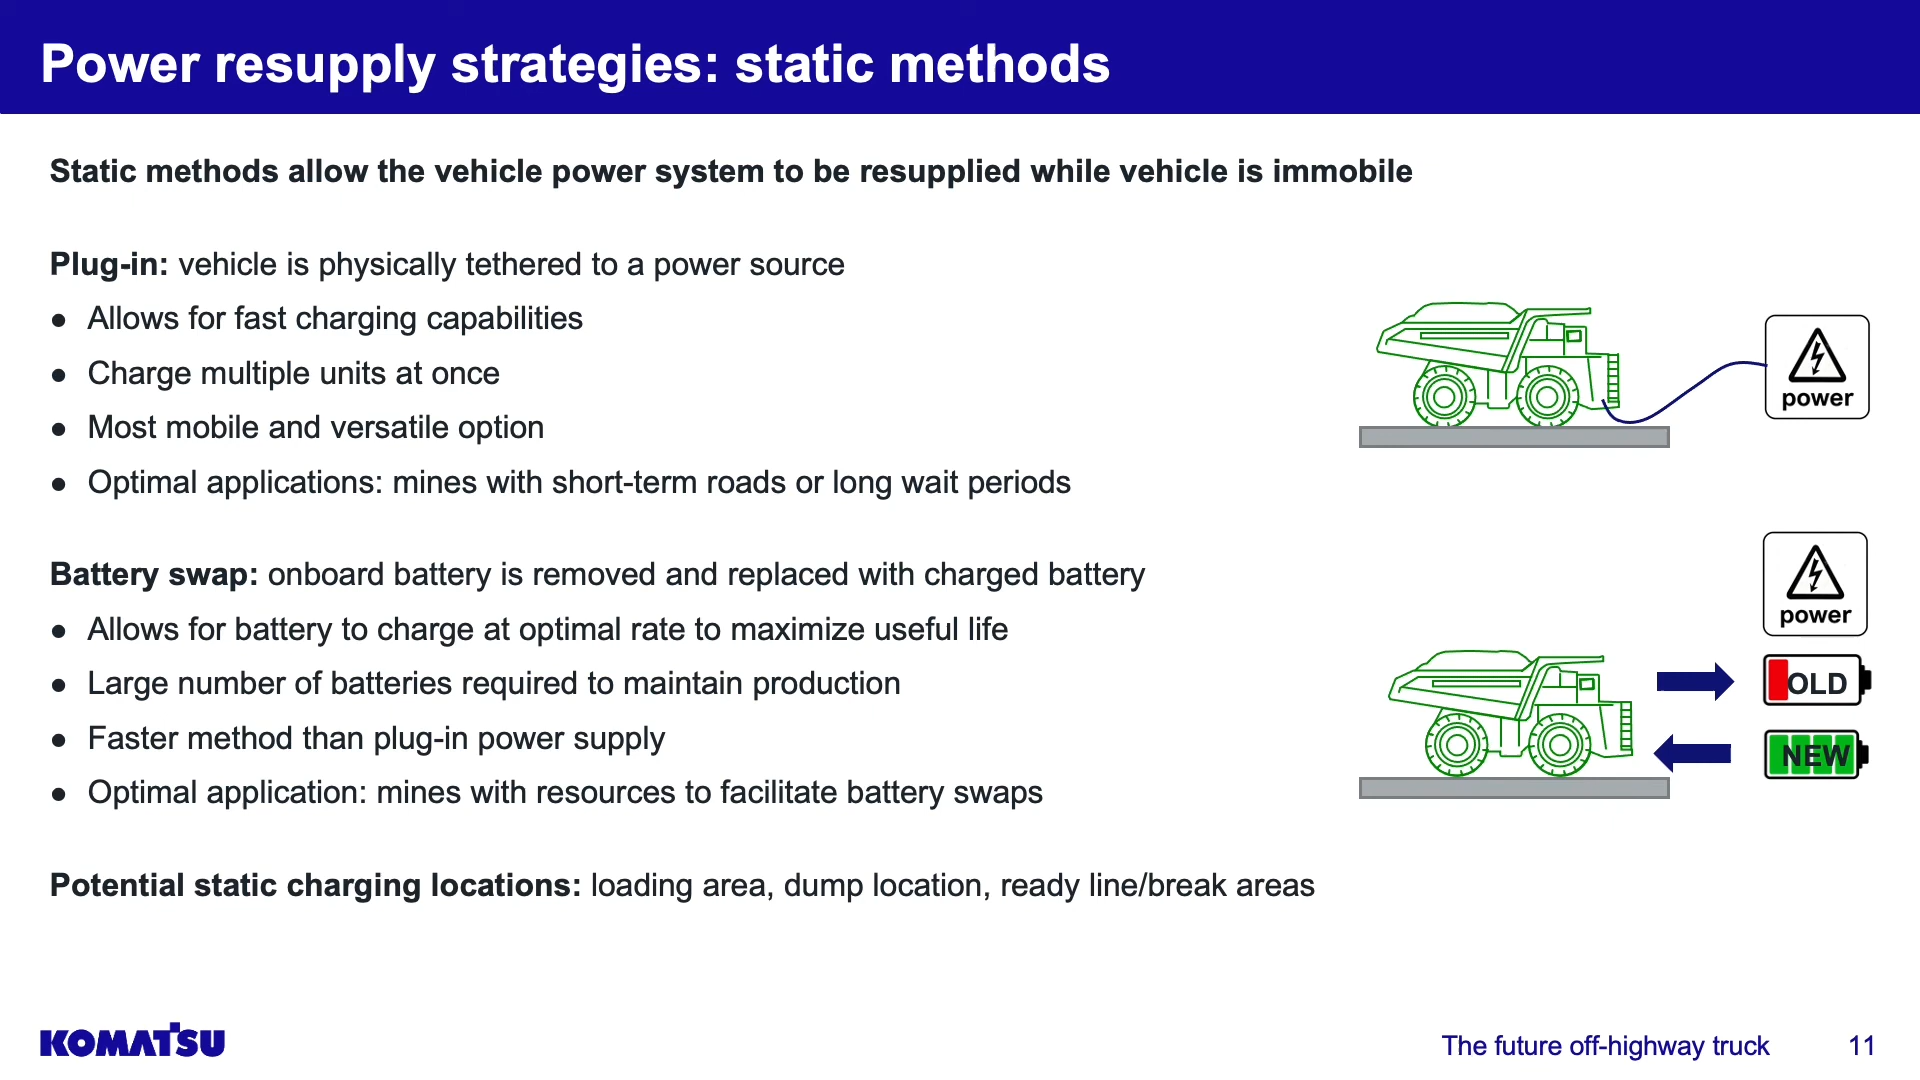 Power resupply strategies: static methods
Static methods allow the vehicle power system to be resupplied while vehicle is immobile
Plug-in: vehicle is physically tethered to a power source
● Allows for fast charging capabilities
● Charge multiple units at once
● Most mobile and versatile option
● Optimal applications: mines with short-term roads or long wait periods
power
Battery swap: onboard battery is removed and replaced with charged battery
● Allows for battery to charge at optimal rate to maximize useful life
● Large number of batteries required to maintain production
● Faster method than plug-in power supply
● Optimal application: mines with resources to facilitate battery swaps
power
OLD
NEW
Potential static charging locations: loading area, dump location, ready line/break areas
KOMATSU
The future off-highway truck
11